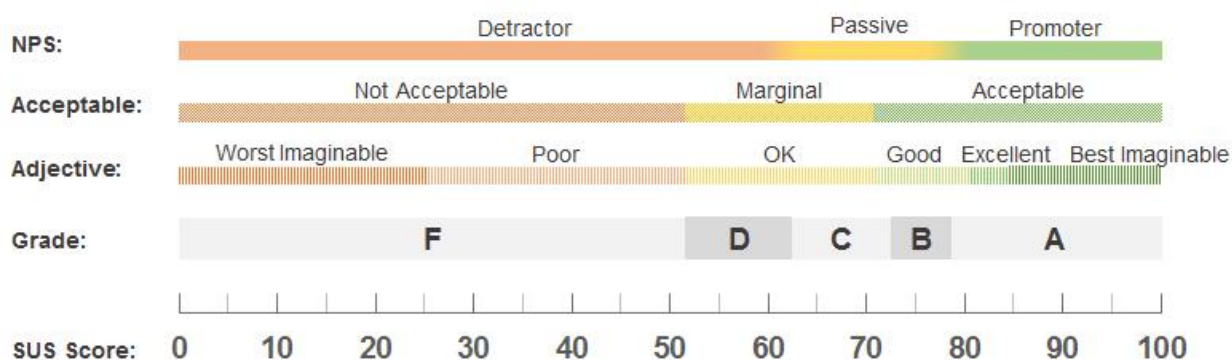 NPS: Detractor Passive Promoter
Acceptable: Not Acceptable Marginal Acceptable
Adjective: Worst Imaginable Poor OK Good Excellent Best Imaginable
Grade: F D C B A
SUS Score: 0 10 20 30 40 50 60 70 80 90 100